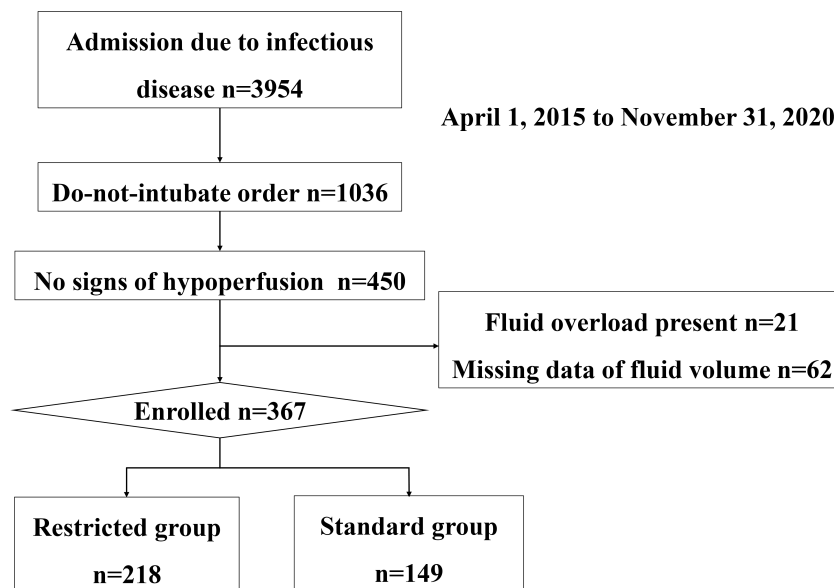 Admission due to infectious
disease n=3954
April 1, 2015 to November 31, 2020
Do-not-intubate order n=1036
No signs of hypoperfusion n=450
Fluid overload present n=21
Missing data of fluid volume n=62
Enrolled n=367
Restricted group
n=218
Standard group
n=149